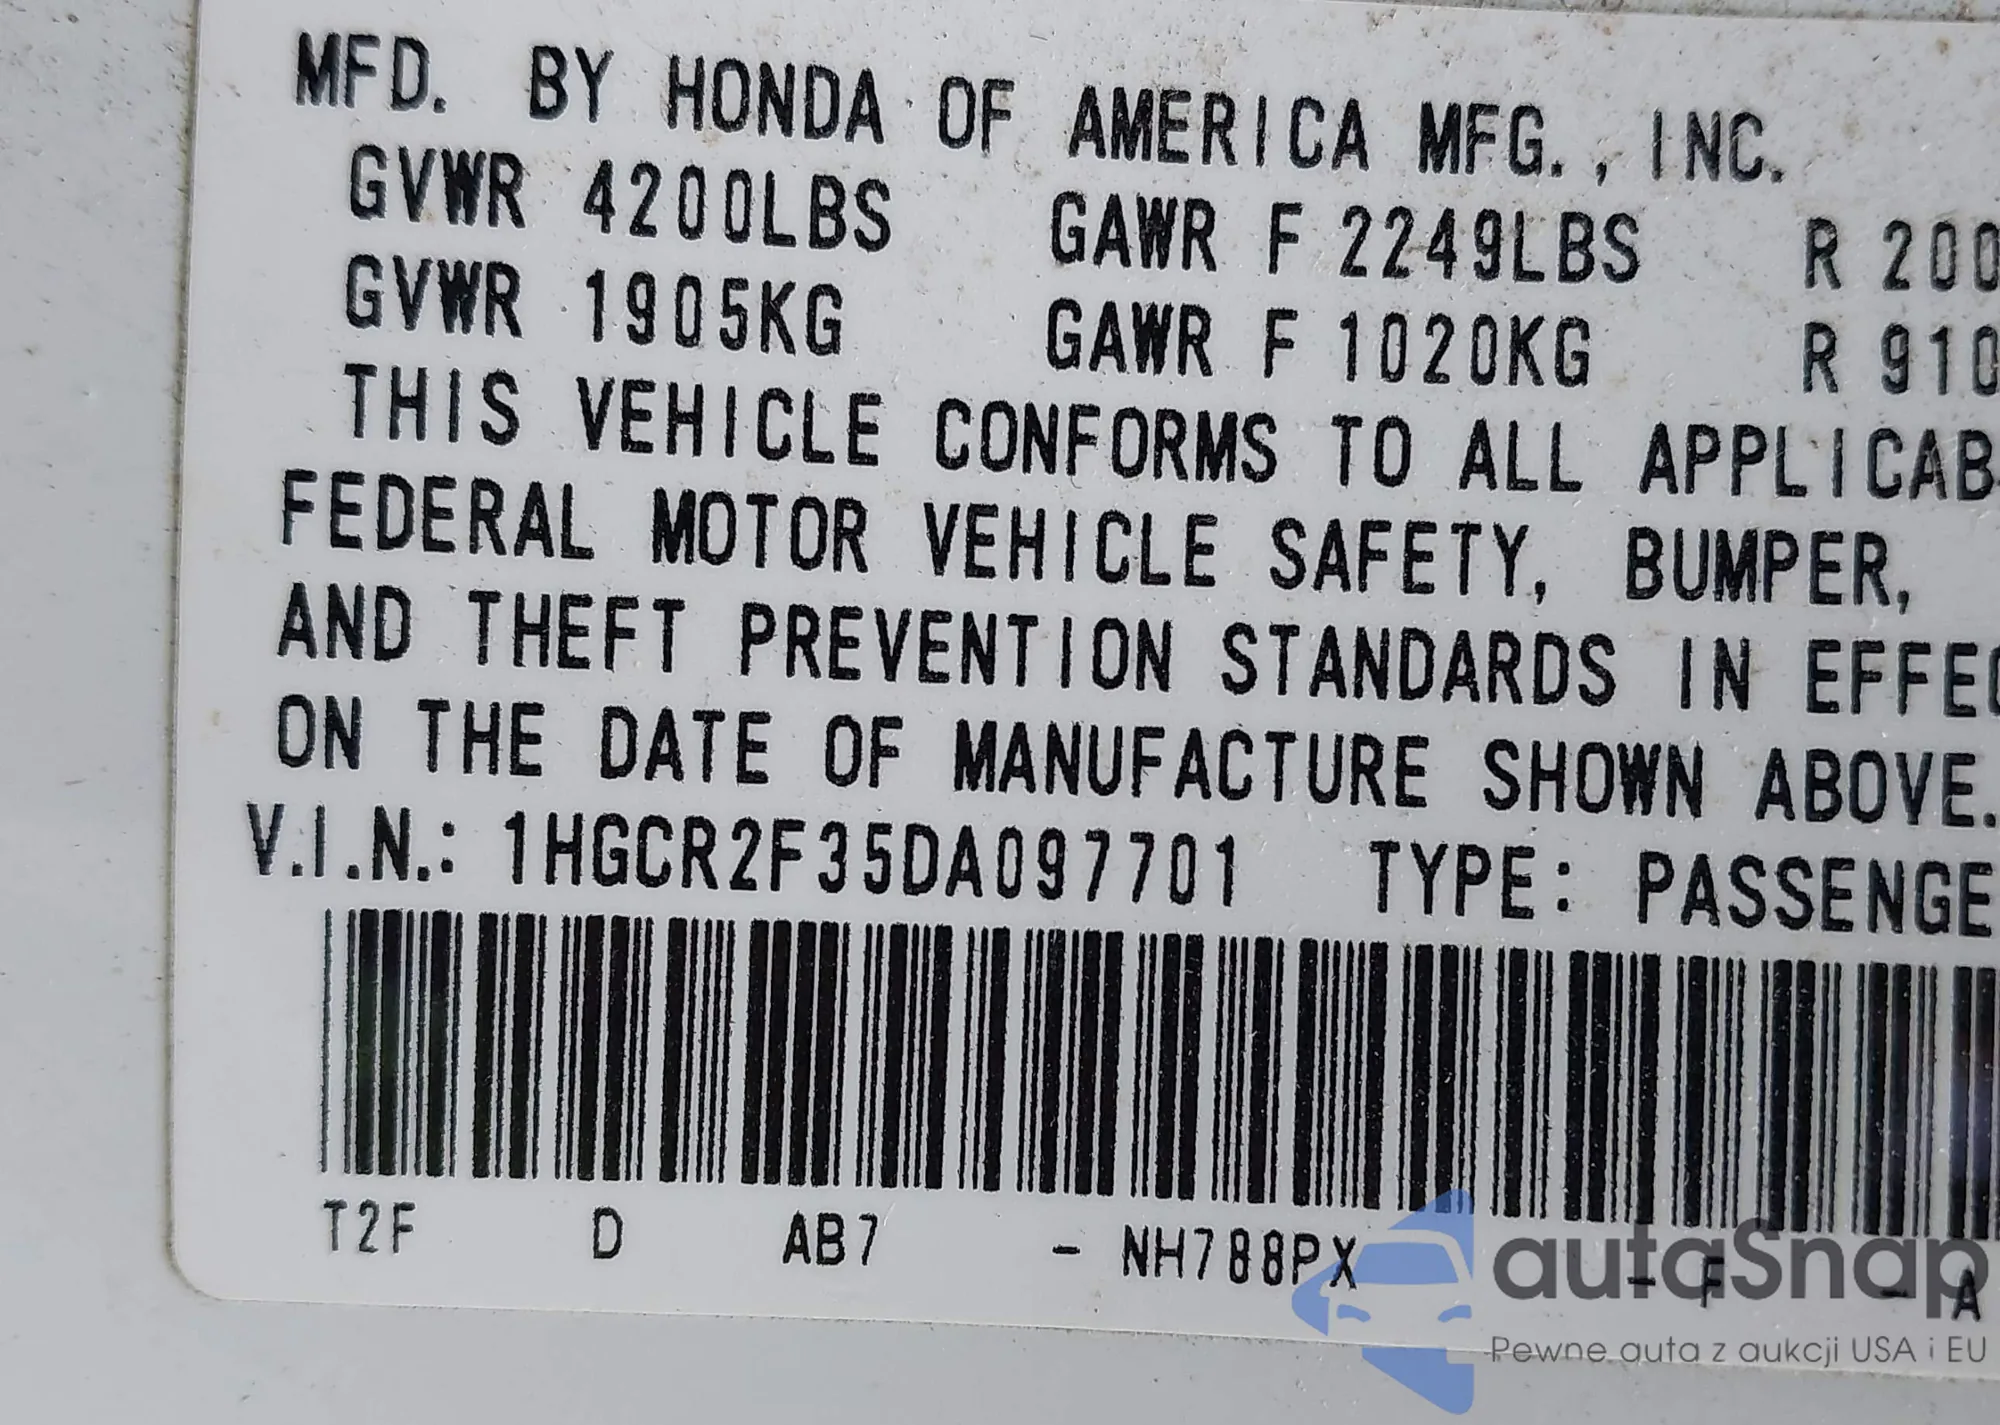 MFD. BY HONDA OF AMERICA MFG., INC.
GVWR 4200LBS GAWR F 2249LBS R 200
GVWR 1905KG GAWR F 1020KG R 910
THIS VEHICLE CONFORMS TO ALL APPLICAB
FEDERAL MOTOR VEHICLE SAFETY, BUMPER,
AND THEFT PREVENTION STANDARDS IN EFFEC
ON THE DATE OF MANUFACTURE SHOWN ABOVE.
V.I.N.: 1HGCR2F35DA097701 TYPE: PASSENGE
T2F D AB7 - NH788PX - F - A
autaSnap
Pewne auta z aukcji USA i EU